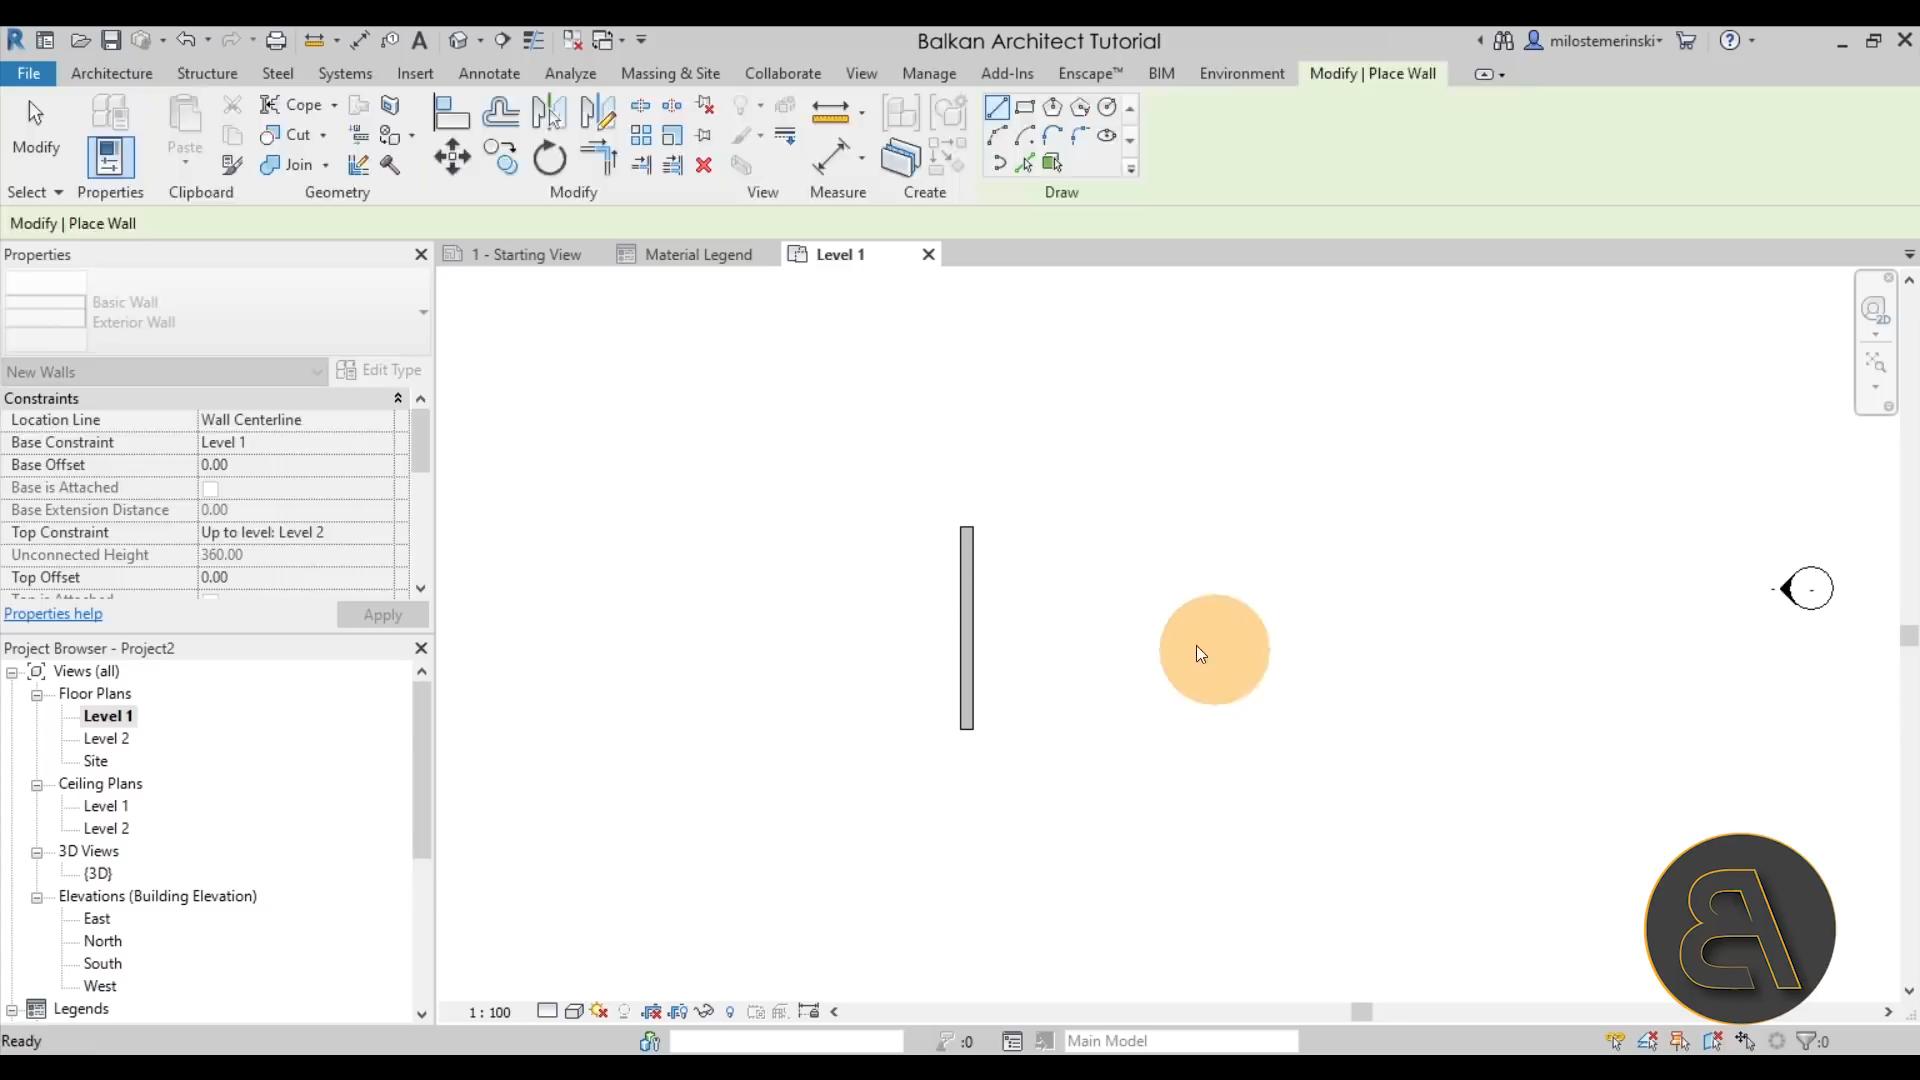 Balkan Architect Tutorial
milostemerinski
File Architecture Structure Steel Systems Insert Annotate Analyze Massing & Site Collaborate View Manage Add-Ins Enscape™ BIM Environment Modify | Place Wall
Modify
Paste
Cope
Cut
Join
Select Properties Clipboard Geometry Modify View Measure Create Draw
Modify | Place Wall
Properties
1 - Starting View
Material Legend
Level 1
2D
Basic Wall
Exterior Wall
New Walls
Edit Type
Constraints
Location Line Wall Centerline
Base Constraint Level 1
Base Offset 0.00
Base is Attached
Base Extension Distance 0.00
Top Constraint Up to level: Level 2
Unconnected Height 360.00
Top Offset 0.00
Top is Attached
Properties help
Apply
Project Browser - Project2
Views (all)
Floor Plans
Level 1
Level 2
Site
Ceiling Plans
Level 1
Level 2
3D Views
{3D}
Elevations (Building Elevation)
East
North
South
West
Legends
1 : 100
Ready
:0
Main Model
:0